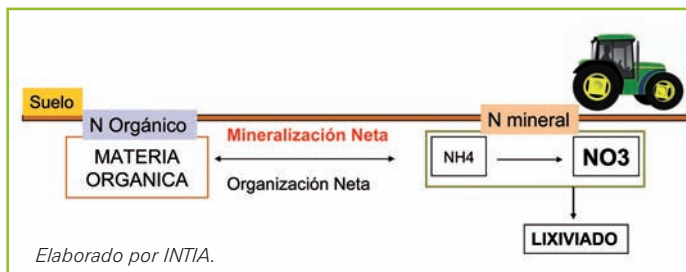 Suelo
N Orgánico
MATERIA
ORGANICA
Mineralización Neta
Organización Neta
N mineral
NH4
NO3
LIXIVIADO
Elaborado por INTIA.